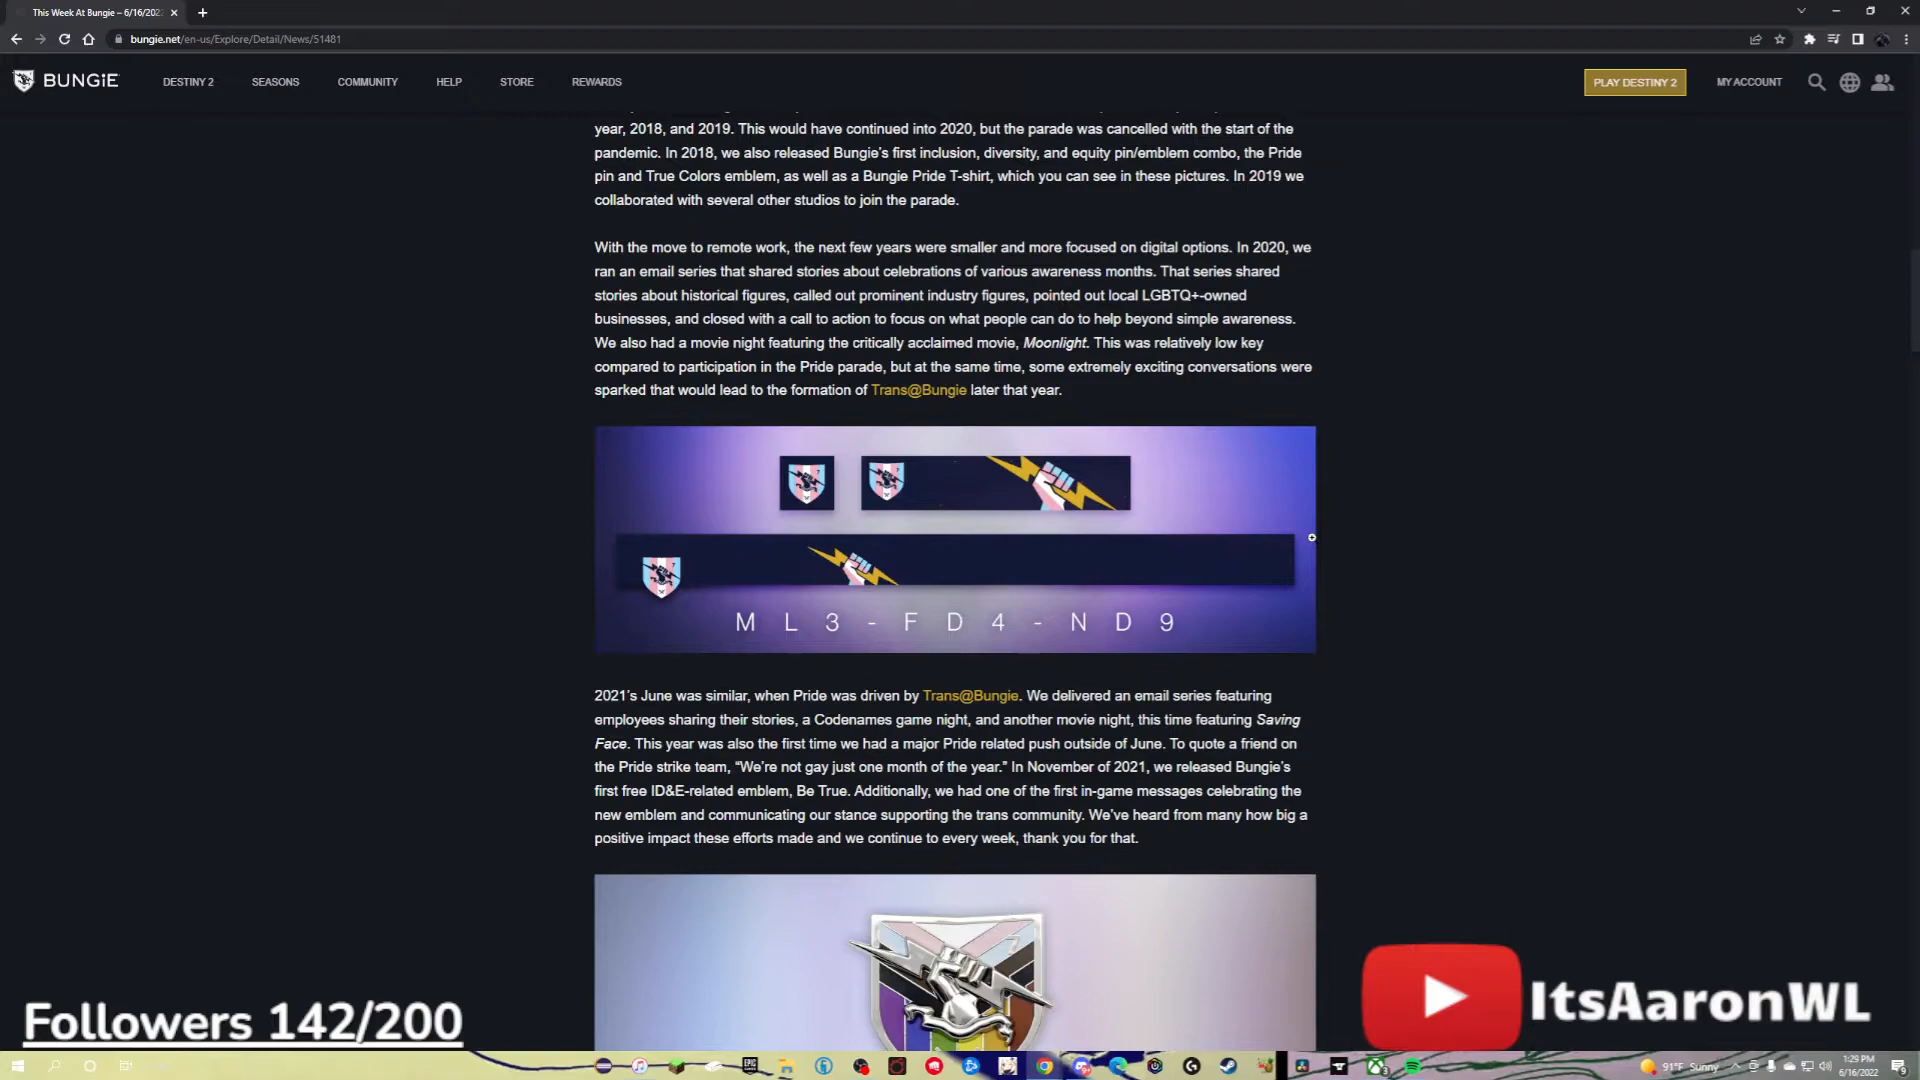 This Week At Bungie – 6/16/202
bungie.net/en-us/Explore/Detail/News/51481
BUNGiE
DESTINY 2
SEASONS
COMMUNITY
HELP
STORE
REWARDS
PLAY DESTINY 2
MY ACCOUNT
year, 2018, and 2019. This would have continued into 2020, but the parade was cancelled with the start of the
pandemic. In 2018, we also released Bungie's first inclusion, diversity, and equity pin/emblem combo, the Pride
pin and True Colors emblem, as well as a Bungie Pride T-shirt, which you can see in these pictures. In 2019 we
collaborated with several other studios to join the parade.
With the move to remote work, the next few years were smaller and more focused on digital options. In 2020, we
ran an email series that shared stories about celebrations of various awareness months. That series shared
stories about historical figures, called out prominent industry figures, pointed out local LGBTQ+-owned
businesses, and closed with a call to action to focus on what people can do to help beyond simple awareness.
We also had a movie night featuring the critically acclaimed movie, Moonlight. This was relatively low key
compared to participation in the Pride parade, but at the same time, some extremely exciting conversations were
sparked that would lead to the formation of Trans@Bungie later that year.
ML3-FD4-ND9
2021's June was similar, when Pride was driven by Trans@Bungie. We delivered an email series featuring
employees sharing their stories, a Codenames game night, and another movie night, this time featuring Saving
Face. This year was also the first time we had a major Pride related push outside of June. To quote a friend on
the Pride strike team, “We're not gay just one month of the year.” In November of 2021, we released Bungie's
first free ID&E-related emblem, Be True. Additionally, we had one of the first in-game messages celebrating the
new emblem and communicating our stance supporting the trans community. We've heard from many how big a
positive impact these efforts made and we continue to every week, thank you for that.
Followers 142/200
ItsAaronWL
91°F Sunny
1:29 PM
6/16/2022